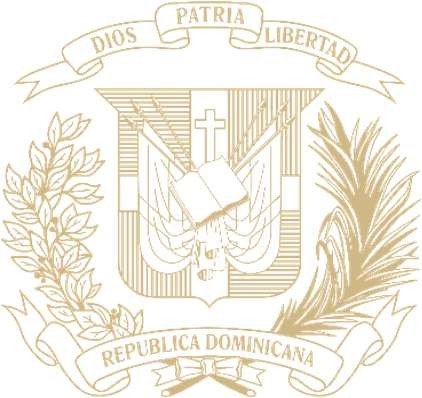 DIOS PATRIA LIBERTAD
REPUBLICA DOMINICANA